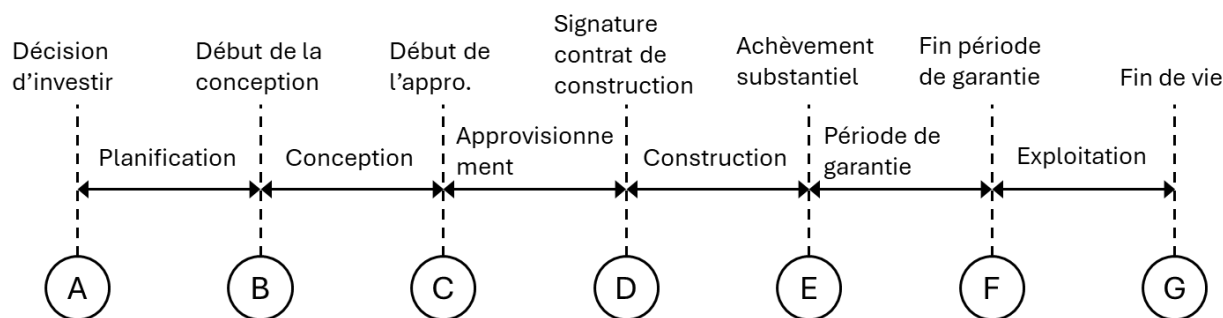 Décision
d’investir
Début de la
conception
Début de
l’appro.
Signature
contrat de
construction
Achèvement
substantiel
Fin période
de garantie
Fin de vie
Planification
Conception
Approvisionne
ment
Construction
Période de
garantie
Exploitation
A
B
C
D
E
F
G